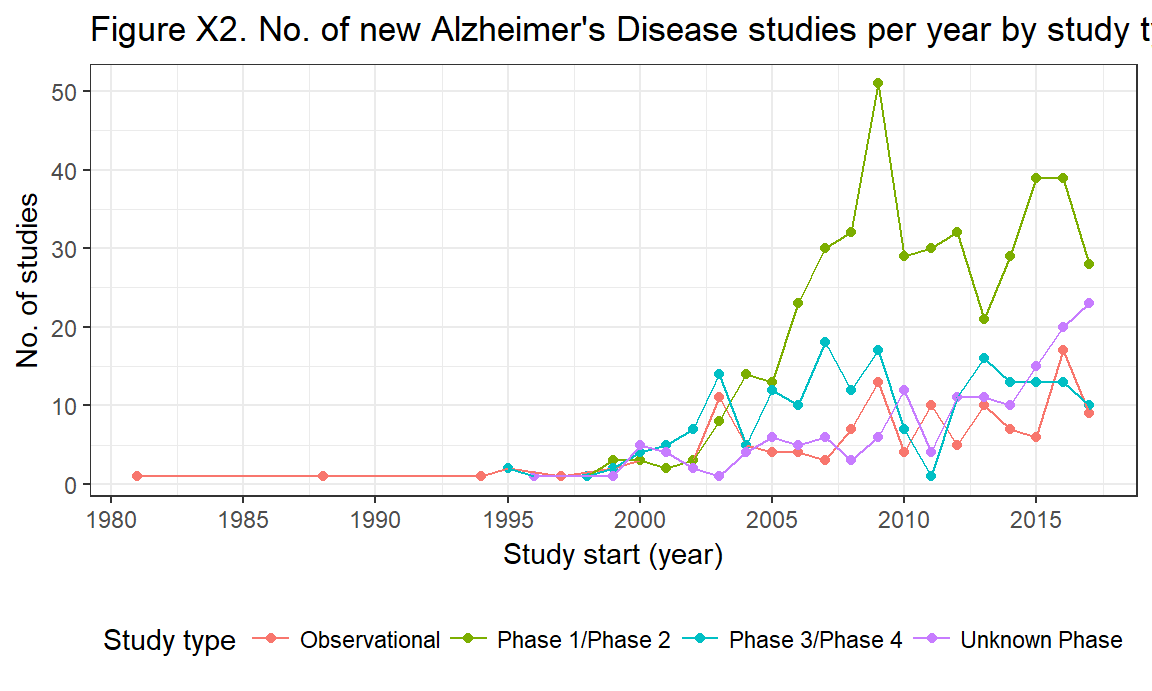 Figure X2. No. of new Alzheimer's Disease studies per year by study
No. of studies
50
40
30
20
10
0
1980 1985 1990 1995 2000 2005 2010 2015
Study start (year)
Study type Observational Phase 1/Phase 2 Phase 3/Phase 4 Unknown Phase